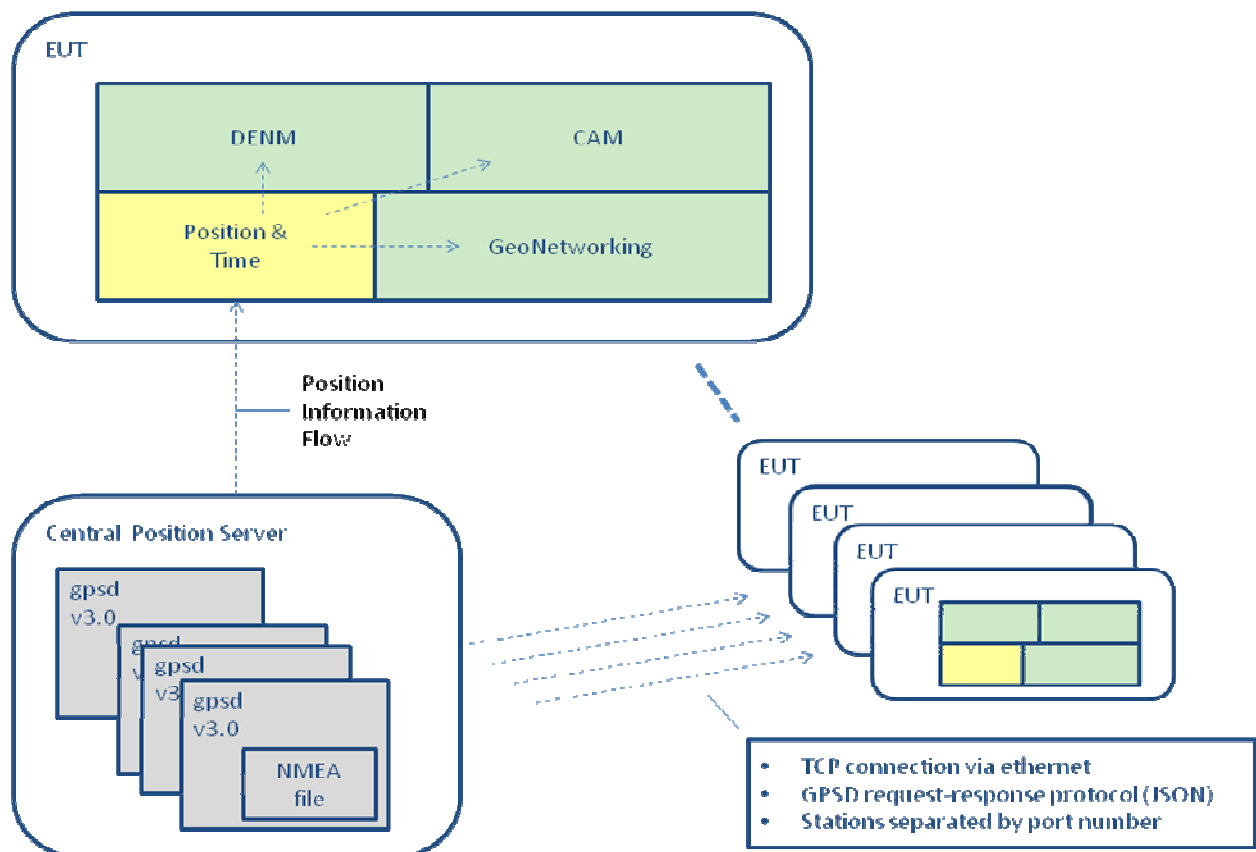 EUT
DENM
CAM
Position &
Time
GeoNetworking
Position
Information
Flow
Central Position Server
gpsd
v3.0
gpsd
gpsd
v3
gpsd
v3.0
NMEA
file
EUT
EUT
EUT
EUT
• TCP connection via ethernet
• GPSD request-response protocol (JSON)
• Stations separated by port number